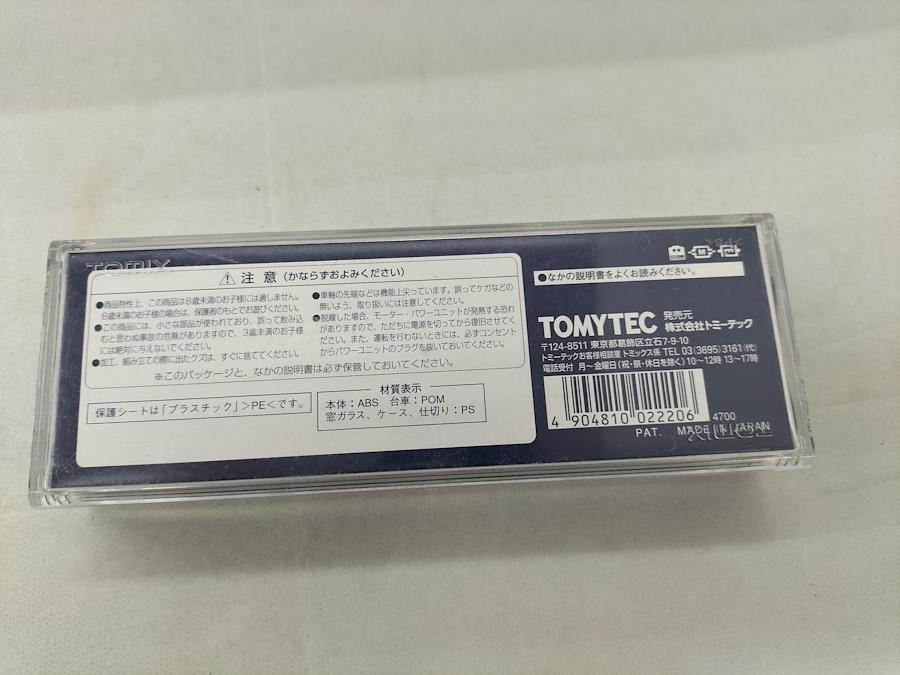 TOMIX
⚠ 注意 (かならずおよみください)
●商品特性上、この商品は8歳未満のお子様には適しません。
8歳未満のお子様の場合は、保護者のもとでお遊びください。
●この商品には、小さな部品が使われており、誤って飲み込
むと思わぬ事故の危険がありますので、3歳未満のお子様
には絶対に与えないでください。
●加工、組み立ての際に出たクズは、すぐに捨ててください。
●車軸の先端などは機能上尖っています。誤ってケガなどの
無いよう、取り扱いには注意してください。
●脱線した場合、モーター・パワーユニットが発熱する恐れ
がありますので、ただちに電源を切ってから復旧させてく
ださい。また、運転を行わないときには、必ずコンセント
からパワーユニットのプラグを抜いておいてください。
※このパッケージと、なかの説明書は必ず保管しておいてください。
保護シートは「プラスチック」>PE<です。
材質表示
本体:ABS 台車:POM
窓ガラス、ケース、仕切り:PS
●なかの説明書をよくお読みください。
TOMYTEC 発売元 株式会社トミーテック
〒124-8511 東京都葛飾区立石7-9-10
トミーテックお客様相談室 トミックス係 TEL 03(3695)3161(代)
電話受付 月〜金曜日(祝・祭・休日を除く)10〜12時 13〜17時
4 904810 022206
4700
PAT. MADE IN JAPAN